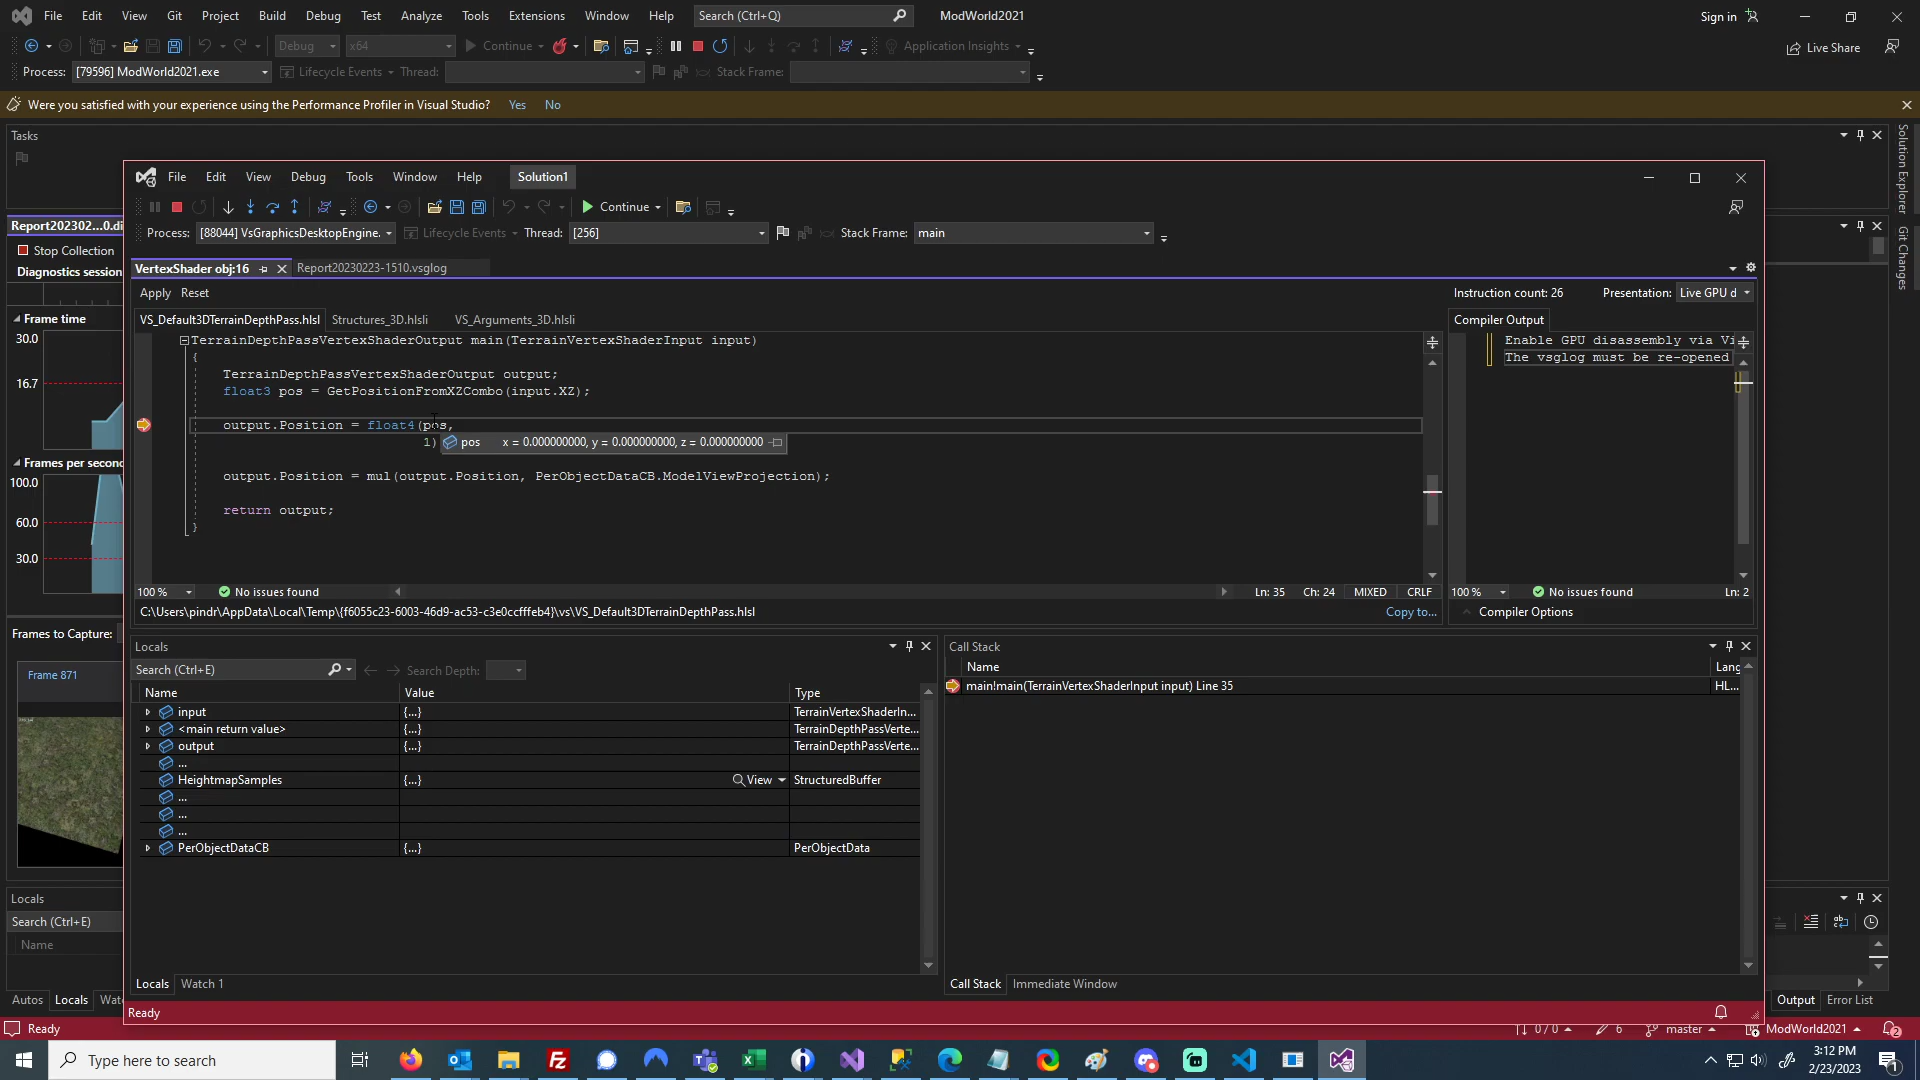 File Edit View Git Project Build Debug Test Analyze Tools Extensions Window Help Search (Ctrl+Q) ModWorld2021 Sign in
Debug x64 Continue Application Insights Live Share
Process: [79596] ModWorld2021.exe Lifecycle Events Thread: Stack Frame:
Were you satisfied with your experience using the Performance Profiler in Visual Studio? Yes No
Tasks
Solution Explorer
Git Changes
Report202302...0.di
Stop Collection
Diagnostics session
Frame time
30.0
16.7
Frames per second
100.0
60.0
30.0
Frames to Capture:
Frame 871
Locals
Search (Ctrl+E)
Name
Autos Locals Wat
Ready
File Edit View Debug Tools Window Help Solution1
Continue
Process: [88044] VsGraphicsDesktopEngine. Lifecycle Events Thread: [256] Stack Frame: main
VertexShader obj:16 Report20230223-1510.vsglog
Apply Reset Instruction count: 26 Presentation: Live GPU d
VS_Default3DTerrainDepthPass.hlsl Structures_3D.hlsli VS_Arguments_3D.hlsli Compiler Output
TerrainDepthPassVertexShaderOutput main(TerrainVertexShaderInput input)
{
TerrainDepthPassVertexShaderOutput output;
float3 pos = GetPositionFromXZCombo(input.XZ);
output.Position = float4(pos,
1)
pos x = 0.000000000, y = 0.000000000, z = 0.000000000
output.Position = mul(output.Position, PerObjectDataCB.ModelViewProjection);
return output;
}
Enable GPU disassembly via Vi
The vsglog must be re-opened
100 % No issues found Ln: 35 Ch: 24 MIXED CRLF 100 % No issues found Ln: 2
C:\Users\pindr\AppData\Local\Temp\{f6055c23-6003-46d9-ac53-c3e0ccfffeb4}\vs\VS_Default3DTerrainDepthPass.hlsl Copy to... Compiler Options
Locals
Search (Ctrl+E) Search Depth:
Name Value Type
input {...} TerrainVertexShaderIn...
<main return value> {...} TerrainDepthPassVerte...
output {...} TerrainDepthPassVerte...
...
HeightmapSamples {...} View StructuredBuffer
...
...
...
PerObjectDataCB {...} PerObjectData
Locals Watch 1
Call Stack
Name Lang
main!main(TerrainVertexShaderInput input) Line 35 HL...
Call Stack Immediate Window
Ready
Output Error List
0 / 0 6 master ModWorld2021 2
Type here to search
3:12 PM
2/23/2023
1